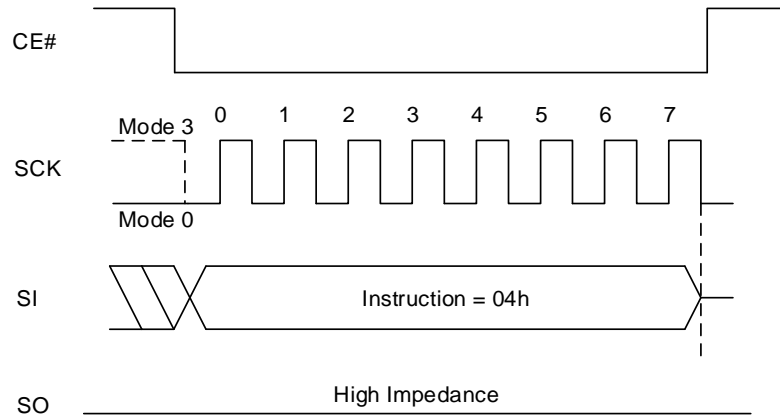 CE#
0 1 2 3 4 5 6 7
Mode 3
SCK
Mode 0
SI
Instruction = 04h
High Impedance
SO